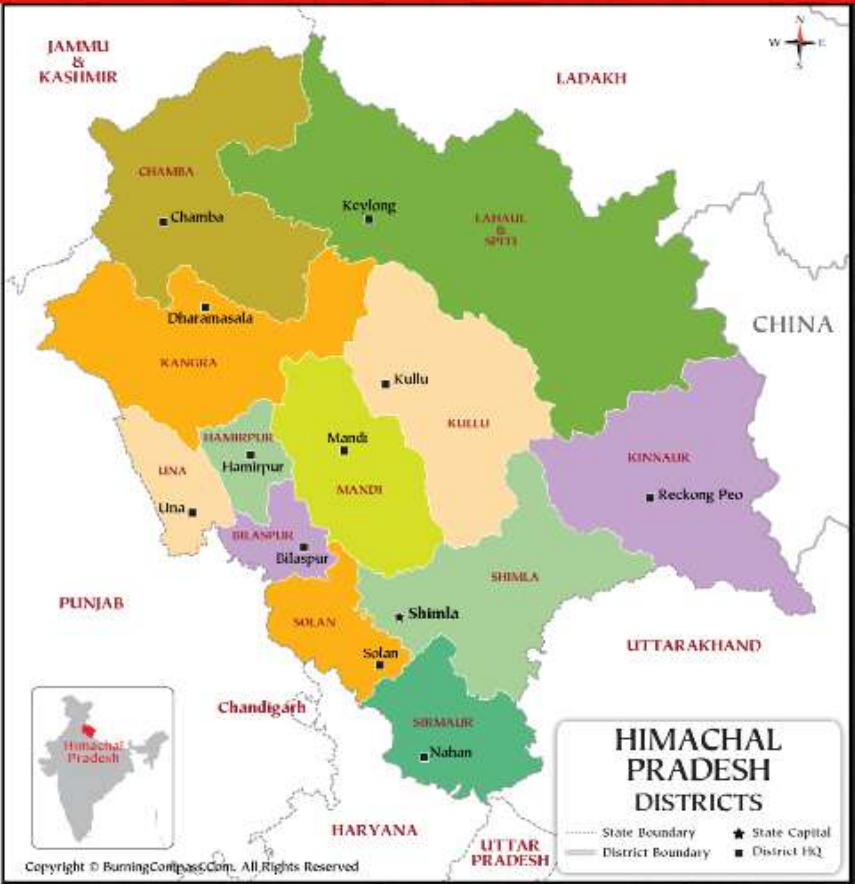 JAMMU
&
KASHMIR
LADAKH
N
W
E
S
CHAMBA
Chamba
Keylong
LAHAUL
&
SPITI
CHINA
Dharamasala
KANGRA
Kullu
KULLU
HAMIRPUR
Hamirpur
Mandi
MANDI
UNA
Una
KINNAUR
Reckong Peo
BILASPUR
Bilaspur
SHIMLA
Shimla
PUNJAB
SOLAN
Solan
UTTARAKHAND
Chandigarh
SIRMAUR
Nahan
Himachal
Pradesh
HARYANA
UTTAR
PRADESH
HIMACHAL
PRADESH
DISTRICTS
State Boundary
State Capital
District Boundary
District HQ
Copyright © BurningCompass.Com. All Rights Reserved